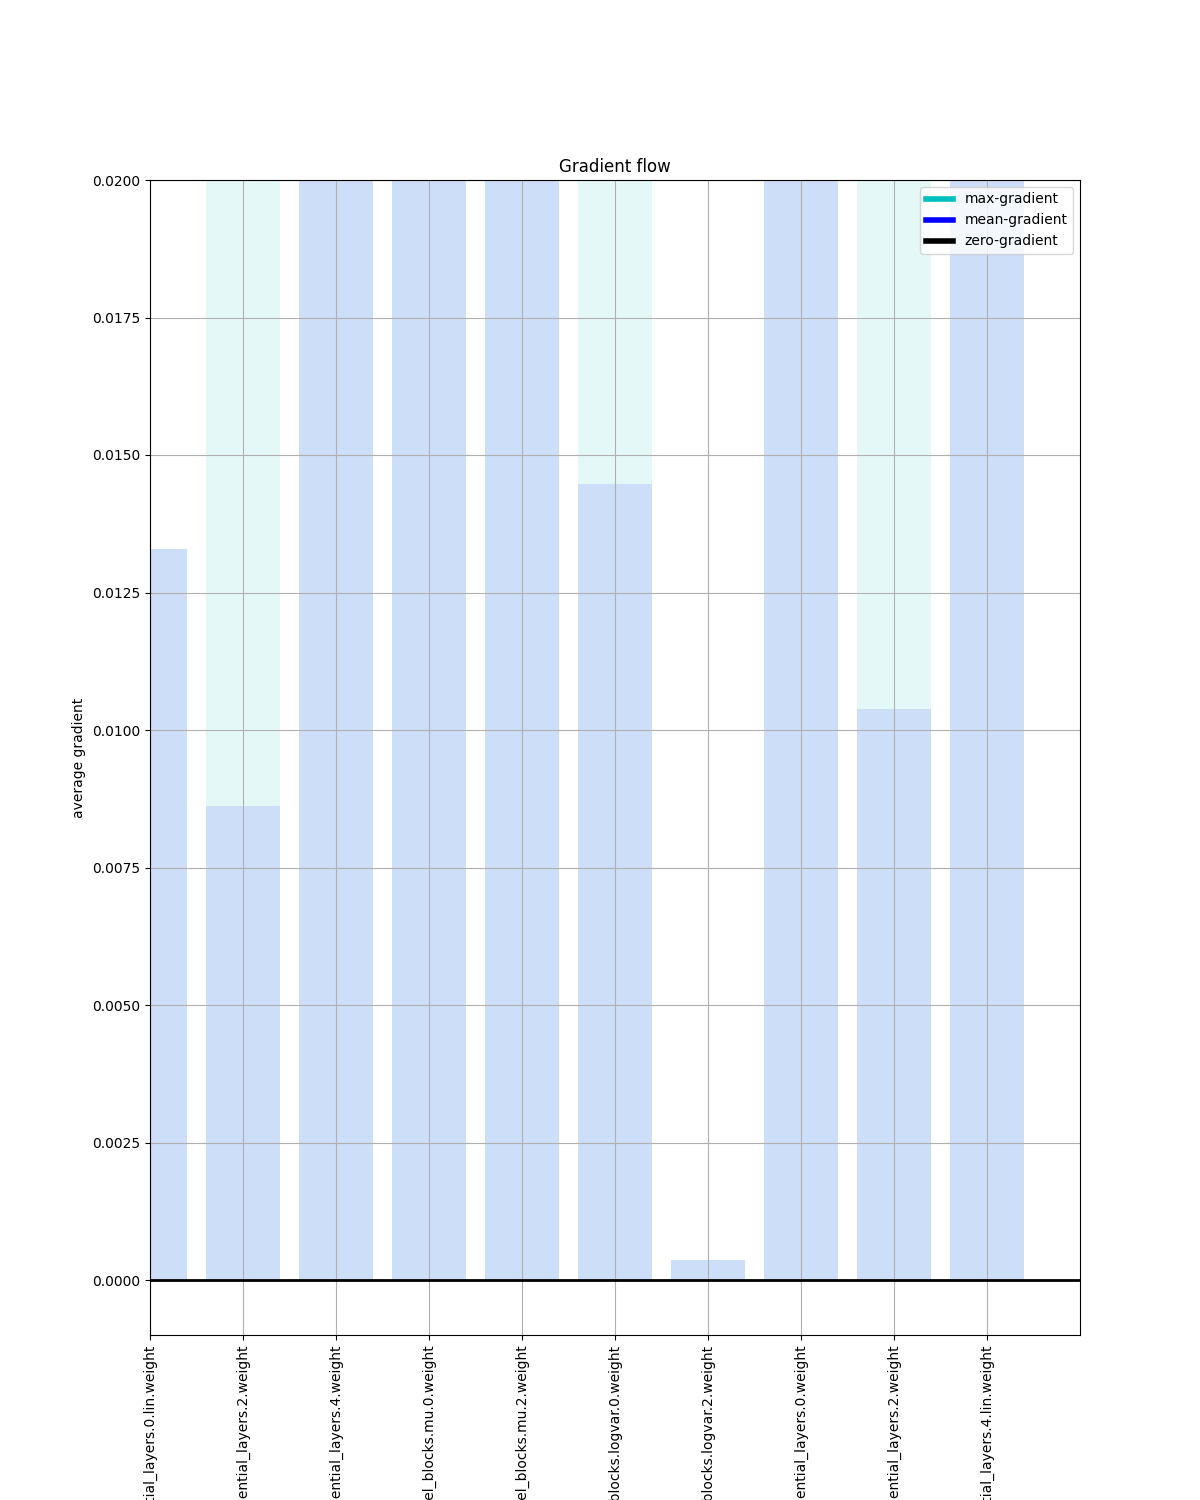 Gradient flow
max-gradient
mean-gradient
zero-gradient
0.0200
0.0175
0.0150
0.0125
0.0100
0.0075
0.0050
0.0025
0.0000
average gradient
tial_layers.0.lin.weight
ential_layers.2.weight
ential_layers.4.weight
el_blocks.mu.0.weight
el_blocks.mu.2.weight
blocks.logvar.0.weight
blocks.logvar.2.weight
ential_layers.0.weight
ential_layers.2.weight
tial_layers.4.lin.weight